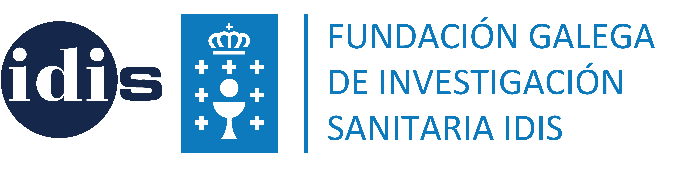 idis
FUNDACIÓN GALEGA
DE INVESTIGACIÓN
SANITARIA IDIS